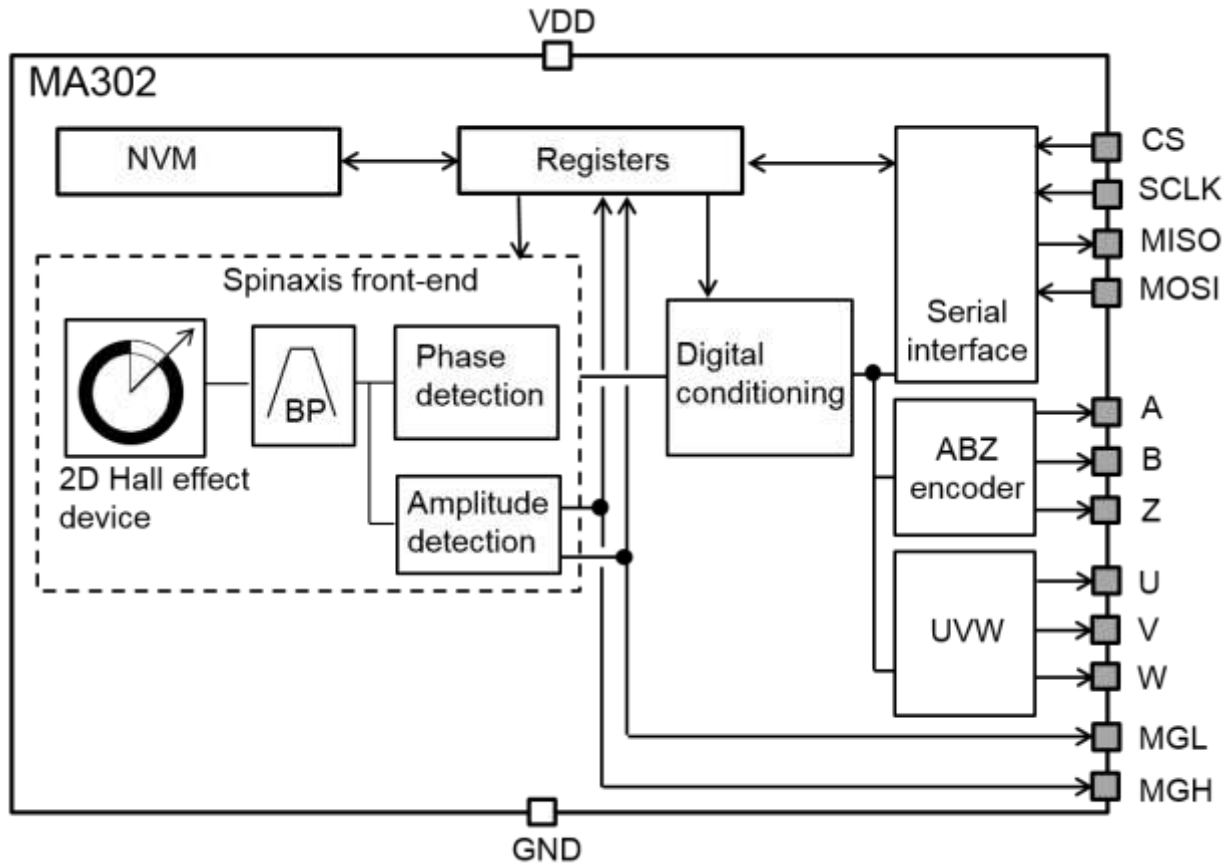 VDD
MA302
NVM
Registers
CS
SCLK
MISO
MOSI
Serial
interface
Spinaxis front-end
2D Hall effect
device
BP
Phase
detection
Amplitude
detection
Digital
conditioning
ABZ
encoder
A
B
Z
UVW
U
V
W
MGL
MGH
GND